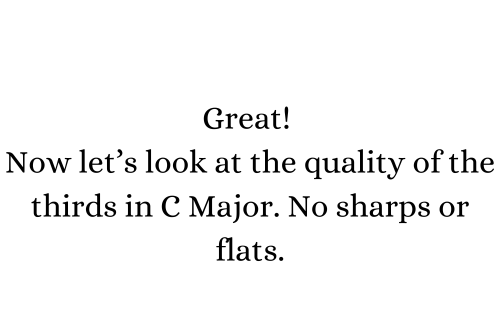 Great!
Now let’s look at the quality of the
thirds in C Major. No sharps or
flats.